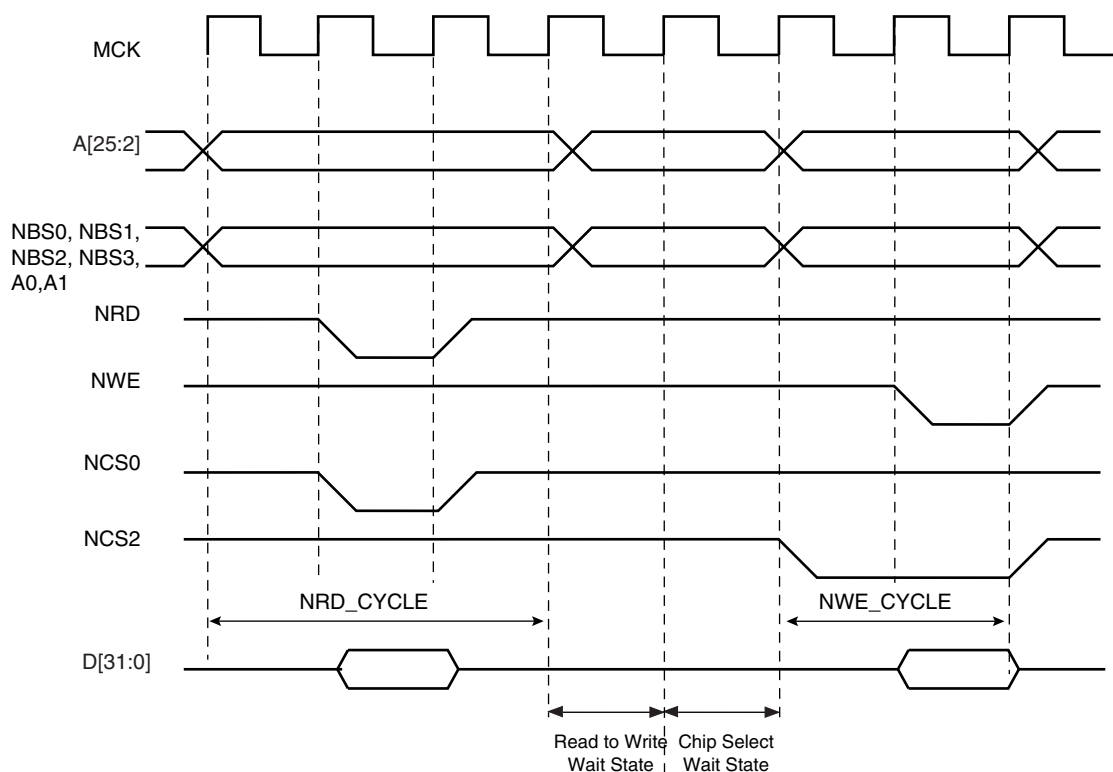 MCK
A[25:2]
NBS0, NBS1,
NBS2, NBS3,
A0,A1
NRD
NWE
NCS0
NCS2
NRD_CYCLE
NWE_CYCLE
D[31:0]
Read to Write
Wait State
Chip Select
Wait State